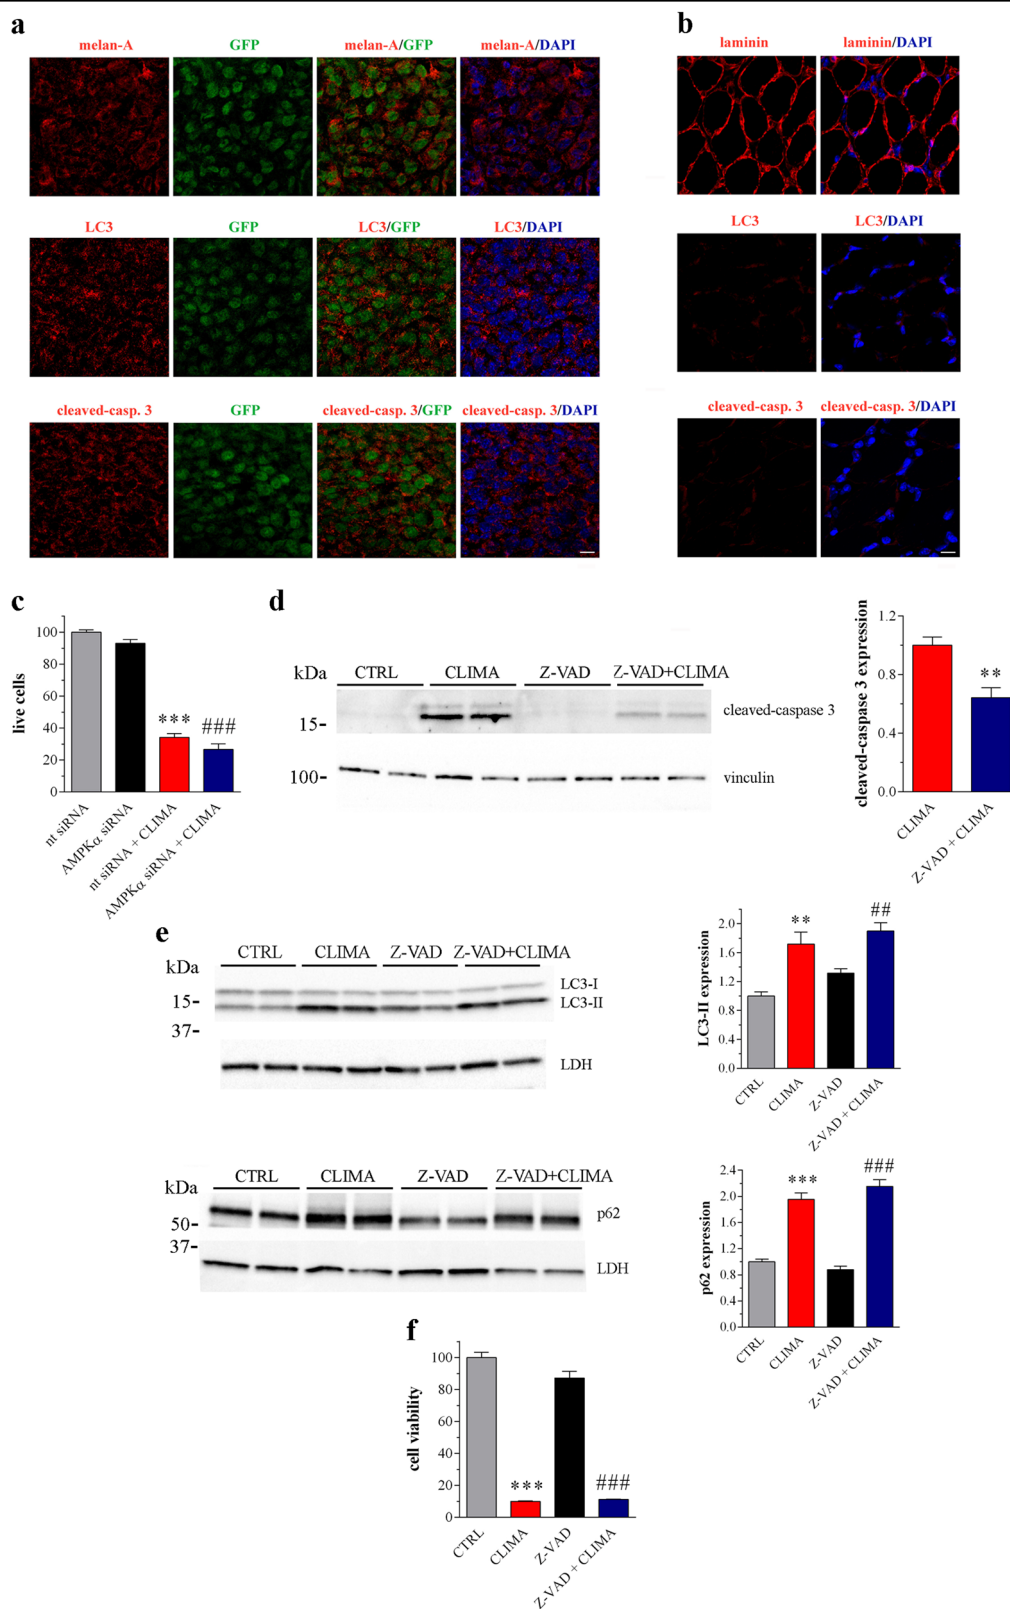 a
melan-A GFP melan-A/GFP melan-A/DAPI
LC3 GFP LC3/GFP LC3/DAPI
cleaved-casp. 3 GFP cleaved-casp. 3/GFP cleaved-casp. 3/DAPI
b
laminin laminin/DAPI
LC3 LC3/DAPI
cleaved-casp. 3 cleaved-casp. 3/DAPI
c
live cells
100
80
60
40
20
0
***
###
nt siRNA
AMPKα siRNA
nt siRNA + CLIMA
AMPKα siRNA + CLIMA
d
kDa CTRL CLIMA Z-VAD Z-VAD+CLIMA
15- cleaved-caspase 3
100- vinculin
cleaved-caspase 3 expression
1.2
0.8
0.4
0.0
**
CLIMA
Z-VAD + CLIMA
e
kDa CTRL CLIMA Z-VAD Z-VAD+CLIMA
LC3-I
15- LC3-II
37-
LDH
LC3-II expression
2.0
1.6
1.2
0.8
0.4
0.0
**
##
CTRL
CLIMA
Z-VAD
Z-VAD + CLIMA
kDa CTRL CLIMA Z-VAD Z-VAD+CLIMA
50- p62
37-
LDH
p62 expression
2.4
2.0
1.6
1.2
0.8
0.4
0.0
***
###
CTRL
CLIMA
Z-VAD
Z-VAD + CLIMA
f
cell viability
100
80
60
40
20
0
***
###
CTRL
CLIMA
Z-VAD
Z-VAD + CLIMA